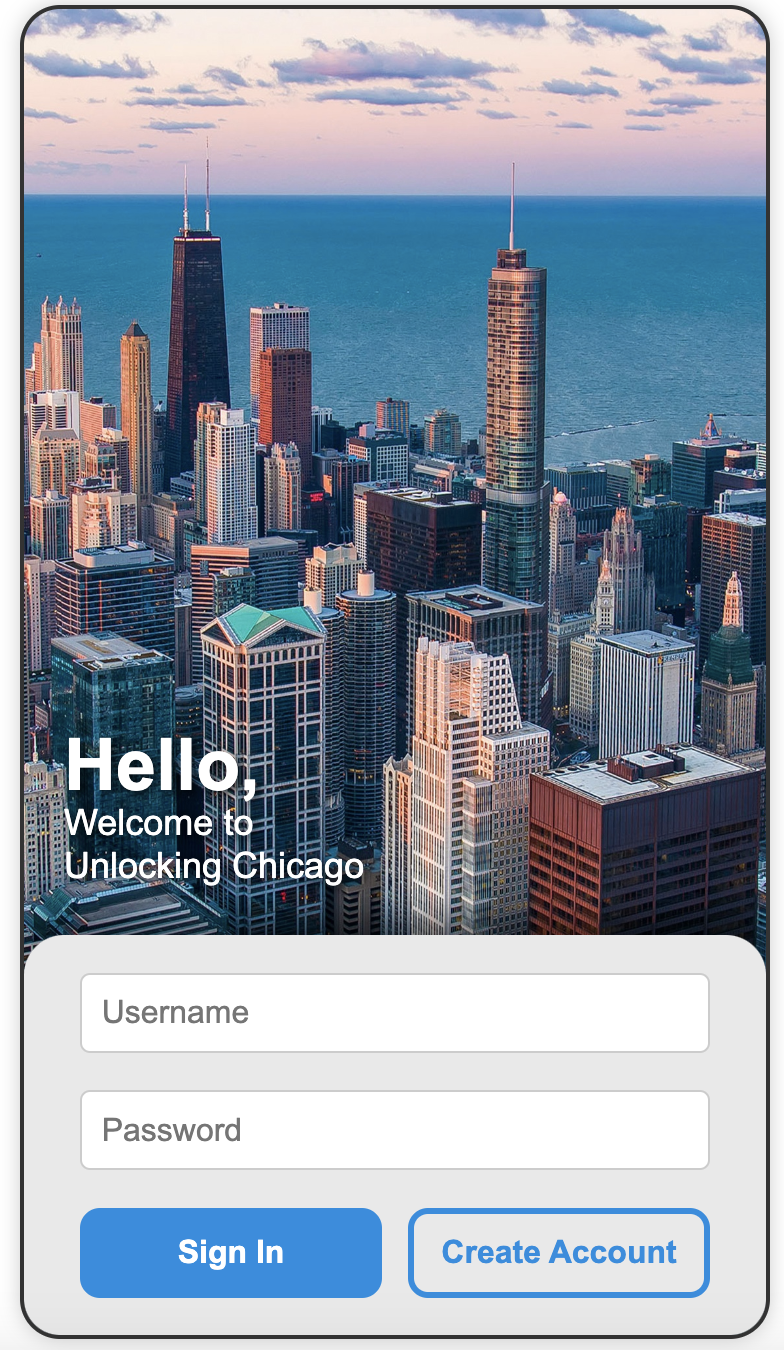 Hello,
Welcome to
Unlocking Chicago
Username
Password
Sign In
Create Account